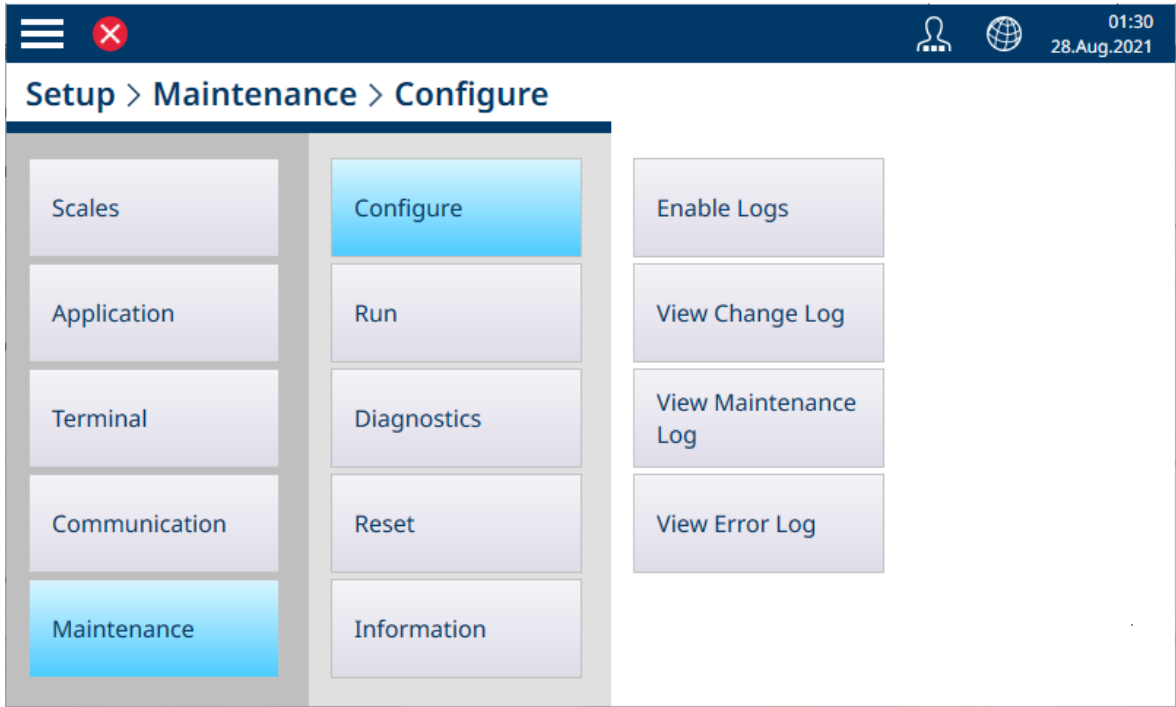 01:30
28.Aug.2021
Setup > Maintenance > Configure
Scales
Configure
Enable Logs
Application
Run
View Change Log
Terminal
Diagnostics
View Maintenance
Log
Communication
Reset
View Error Log
Maintenance
Information